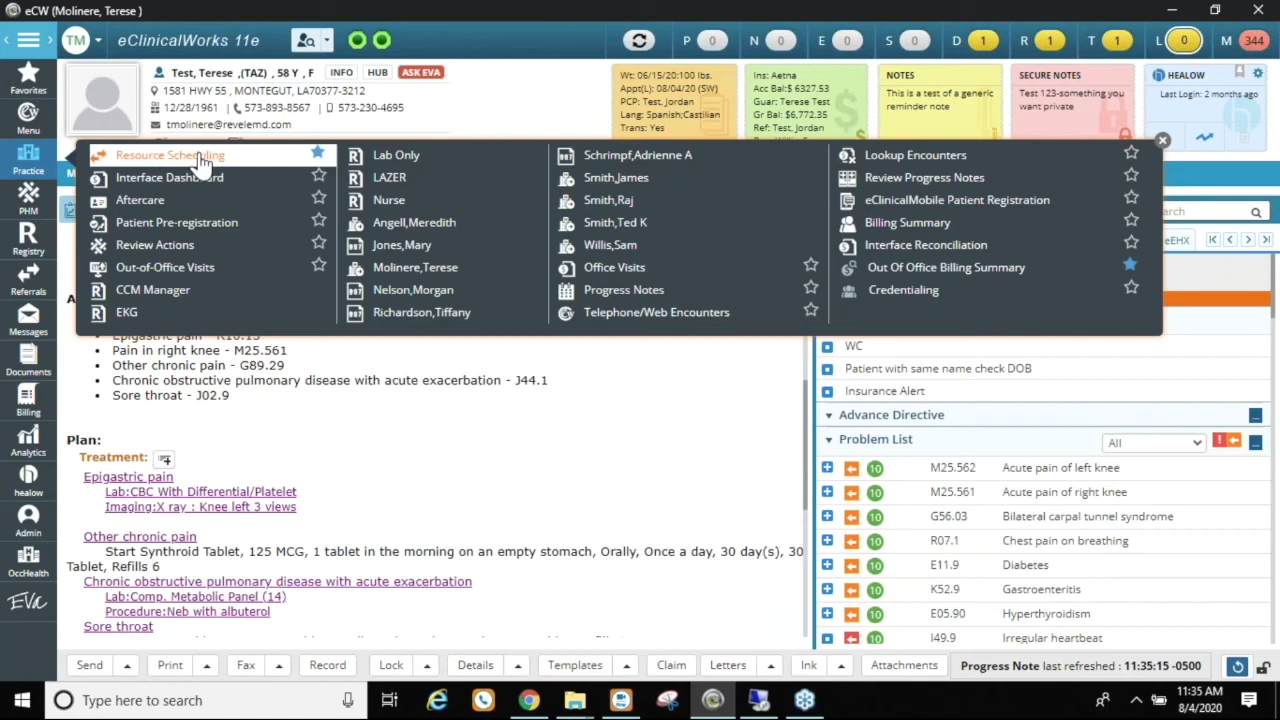 eCW (Molinere, Terese )
TM
eClinicalWorks 11e
P 0
N 0
E 0
S 0
D 1
R 1
T 1
L 0
M 344
Test, Terese ,(TAZ) , 58 Y , F
INFO
HUB
ASK EVA
1581 HWY 55 , MONTEGUT, LA70377-3212
12/28/1961
573-893-8567
573-230-4695
tmolinere@revelemd.com
Wt: 06/15/20:100 lbs.
Appt(L): 08/04/20 (SW)
PCP: Test, Jordan
Lang: Spanish;Castilian
Trans: Yes
Ins: Aetna
Acc Bal:$ 6327.53
Guar: Terese Test
Gr Bal: $6,772.35
Ref: Test, Jordan
NOTES
This is a test of a generic
reminder note
SECURE NOTES
Test 123-something you
want private
HEALOW
Last Login: 2 months ago
Favorites
Menu
Practice
PHM
Registry
Referrals
Messages
Documents
Billing
Analytics
healow
Admin
OccHealth
EVA
Resource Scheduling
Interface Dashboard
Aftercare
Patient Pre-registration
Review Actions
Out-of-Office Visits
CCM Manager
EKG
Lab Only
LAZER
Nurse
Angell,Meredith
Jones,Mary
Molinere,Terese
Nelson,Morgan
Richardson,Tiffany
Schrimpf,Adrienne A
Smith,James
Smith,Raj
Smith,Ted K
Willis,Sam
Office Visits
Progress Notes
Telephone/Web Encounters
Lookup Encounters
Review Progress Notes
eClinicalMobile Patient Registration
Billing Summary
Interface Reconciliation
Out Of Office Billing Summary
Credentialing
M
arch
eEHX
A
Epigastric pain - R10.13
Pain in right knee - M25.561
Other chronic pain - G89.29
Chronic obstructive pulmonary disease with acute exacerbation - J44.1
Sore throat - J02.9
Plan:
Treatment:
Epigastric pain
Lab:CBC With Differential/Platelet
Imaging:X ray : Knee left 3 views
Other chronic pain
Start Synthroid Tablet, 125 MCG, 1 tablet in the morning on an empty stomach, Orally, Once a day, 30 day(s), 30
Tablet, Refills 6
Chronic obstructive pulmonary disease with acute exacerbation
Lab:Comp. Metabolic Panel (14)
Procedure:Neb with albuterol
Sore throat
WC
Patient with same name check DOB
Insurance Alert
Advance Directive
Problem List
All
10 M25.562 Acute pain of left knee
10 M25.561 Acute pain of right knee
10 G56.03 Bilateral carpal tunnel syndrome
10 R07.1 Chest pain on breathing
10 E11.9 Diabetes
10 K52.9 Gastroenteritis
10 E05.90 Hyperthyroidism
10 I49.9 Irregular heartbeat
Send
Print
Fax
Record
Lock
Details
Templates
Claim
Letters
Ink
Attachments
Progress Note last refreshed : 11:35:15 -0500
Type here to search
11:35 AM
8/4/2020